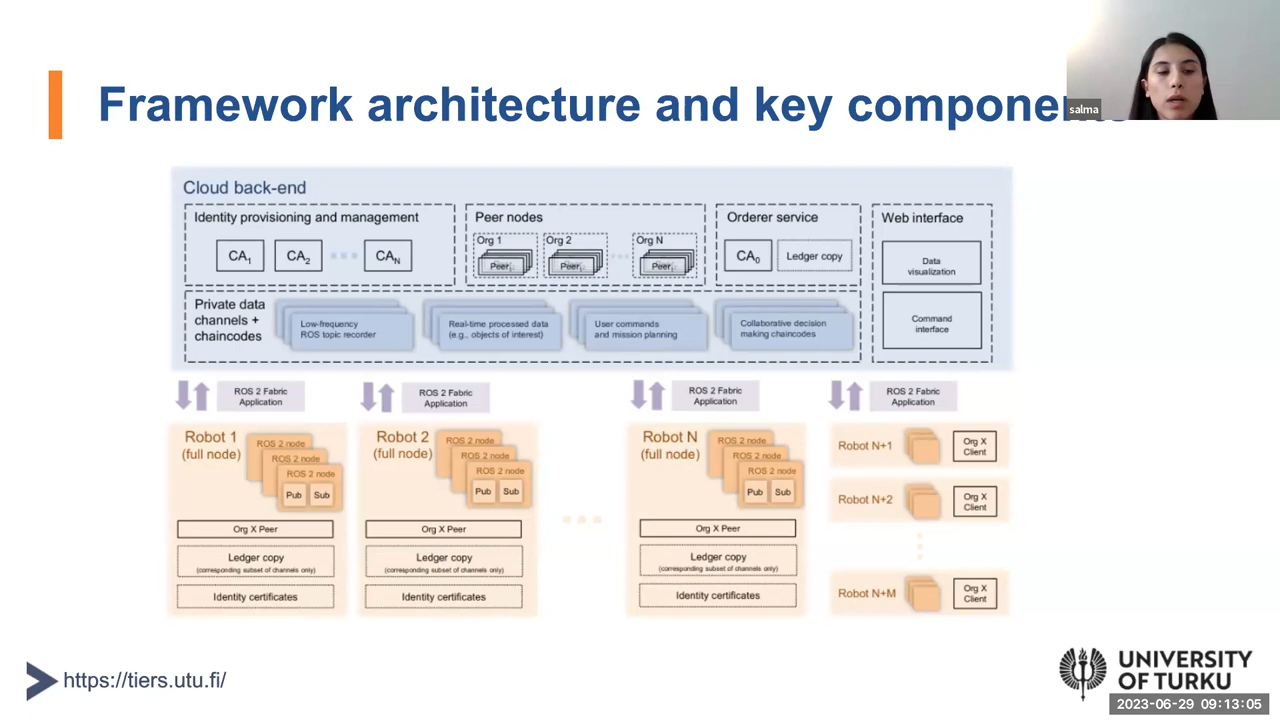 Framework architecture and key components
salma
Cloud back-end
Identity provisioning and management
CA1
CA2
CAN
Peer nodes
Org 1
Peer
Org 2
Peer
Org N
Peer
Orderer service
CA0
Ledger copy
Web interface
Data
visualization
Command
interface
Private data
channels +
chaincodes
Low-frequency
ROS topic recorder
Real-time processed data
(e.g., objects of interest)
User commands
and mission planning
Collaborative decision
making chaincodes
ROS 2 Fabric
Application
ROS 2 Fabric
Application
ROS 2 Fabric
Application
ROS 2 Fabric
Application
Robot 1
(full node)
ROS 2 node
ROS 2 node
ROS 2 node
Pub Sub
Org X Peer
Ledger copy
(corresponding subset of channels only)
Identity certificates
Robot 2
(full node)
ROS 2 node
ROS 2 node
ROS 2 node
Pub Sub
Org X Peer
Ledger copy
(corresponding subset of channels only)
Identity certificates
Robot N
(full node)
ROS 2 node
ROS 2 node
ROS 2 node
Pub Sub
Org X Peer
Ledger copy
(corresponding subset of channels only)
Identity certificates
Robot N+1
Org X
Client
Robot N+2
Org X
Client
Robot N+M
Org X
Client
https://tiers.utu.fi/
UNIVERSITY
OF TURKU
2023-06-29 09:13:05